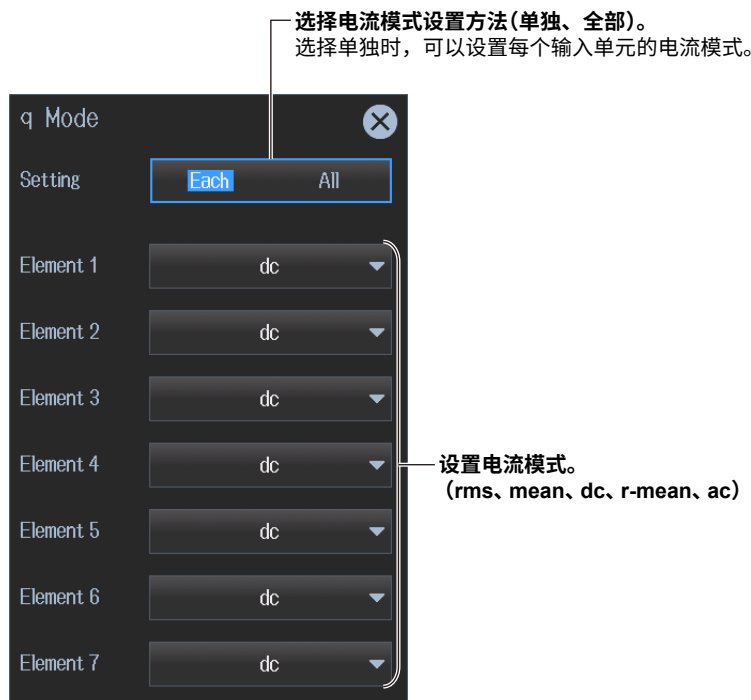 选择电流模式设置方法(单独、全部)。
选择单独时，可以设置每个输入单元的电流模式。
q Mode
Setting Each All
Element 1 dc
Element 2 dc
Element 3 dc
Element 4 dc
设置电流模式。
（rms、mean、dc、r-mean、ac）
Element 5 dc
Element 6 dc
Element 7 dc